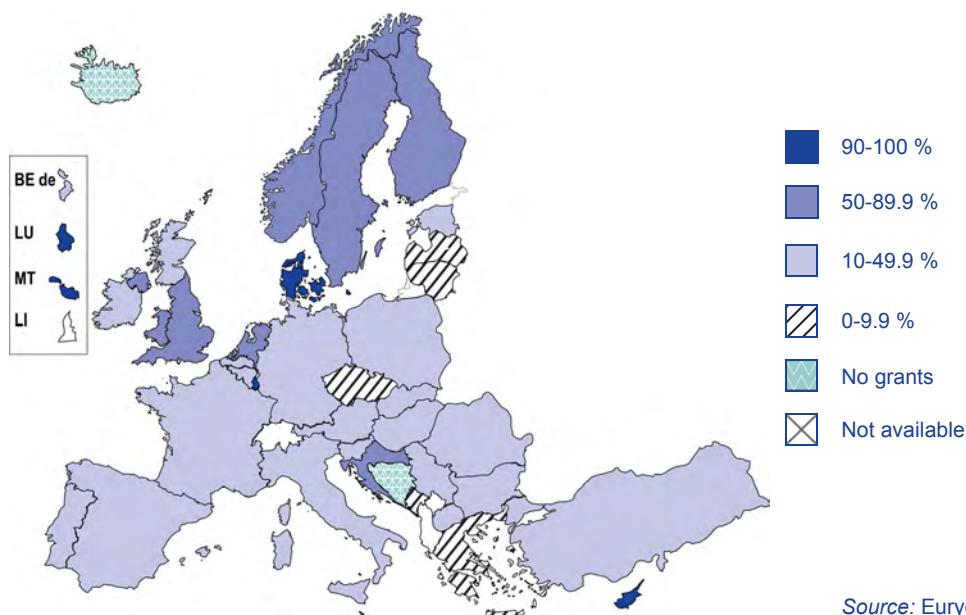 BE de
LU
MT
LI
90-100 %
50-89.9 %
10-49.9 %
0-9.9 %
No grants
Not available
Source: Eury